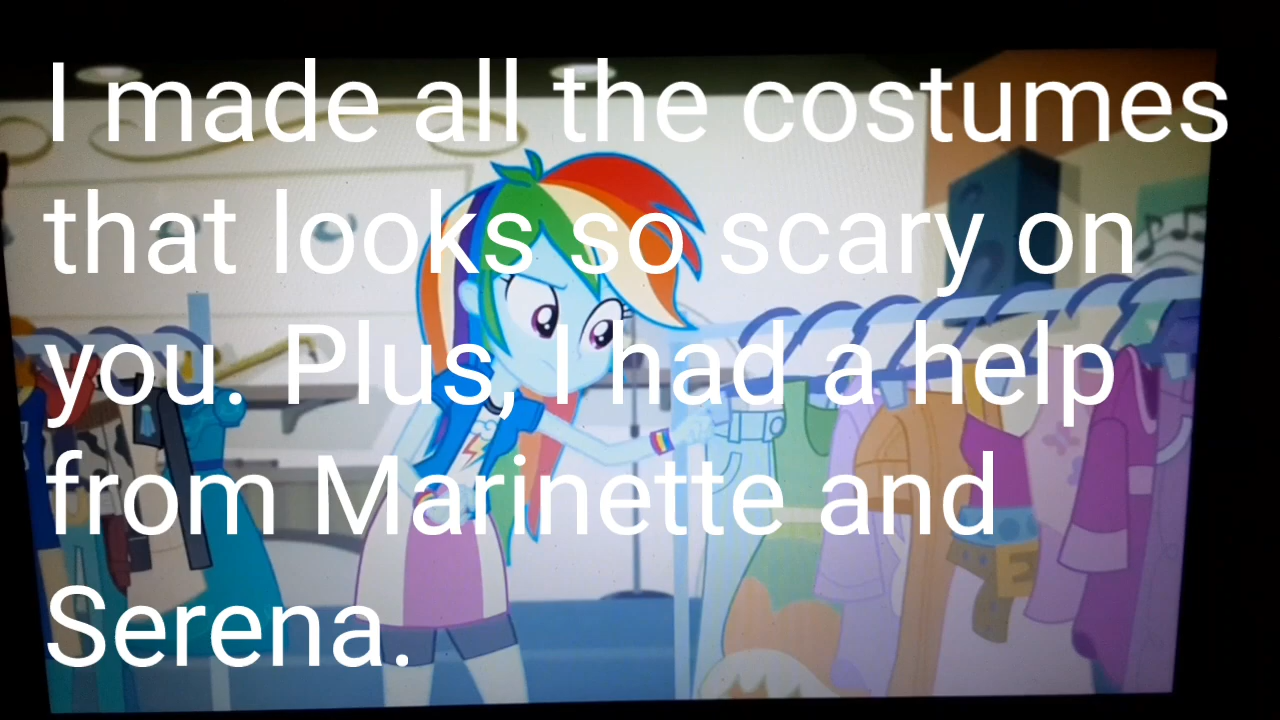 I made all the costumes
that looks so scary on
you. Plus, I had a help
from Marinette and
Serena.